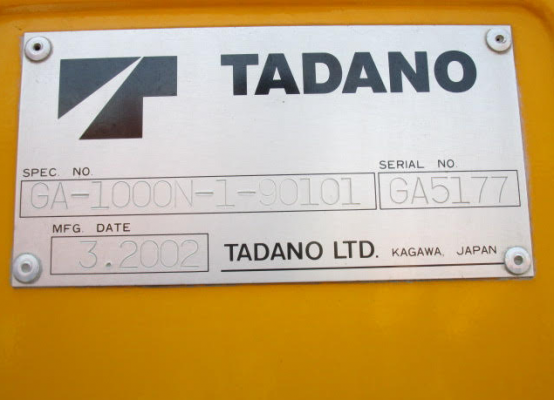 TADANO
SPEC. NO.
SERIAL NO.
GA-1000N-1-90101
GA5177
MFG. DATE
3.2002
TADANO LTD. KAGAWA, JAPAN